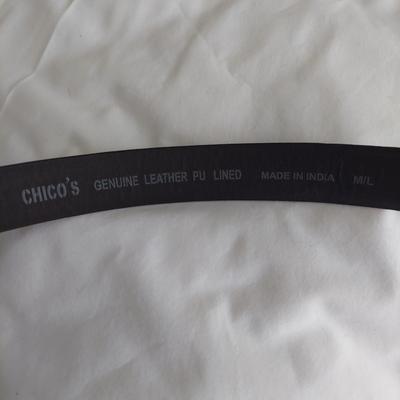 CHICO'S GENUINE LEATHER PU LINED MADE IN INDIA M/L